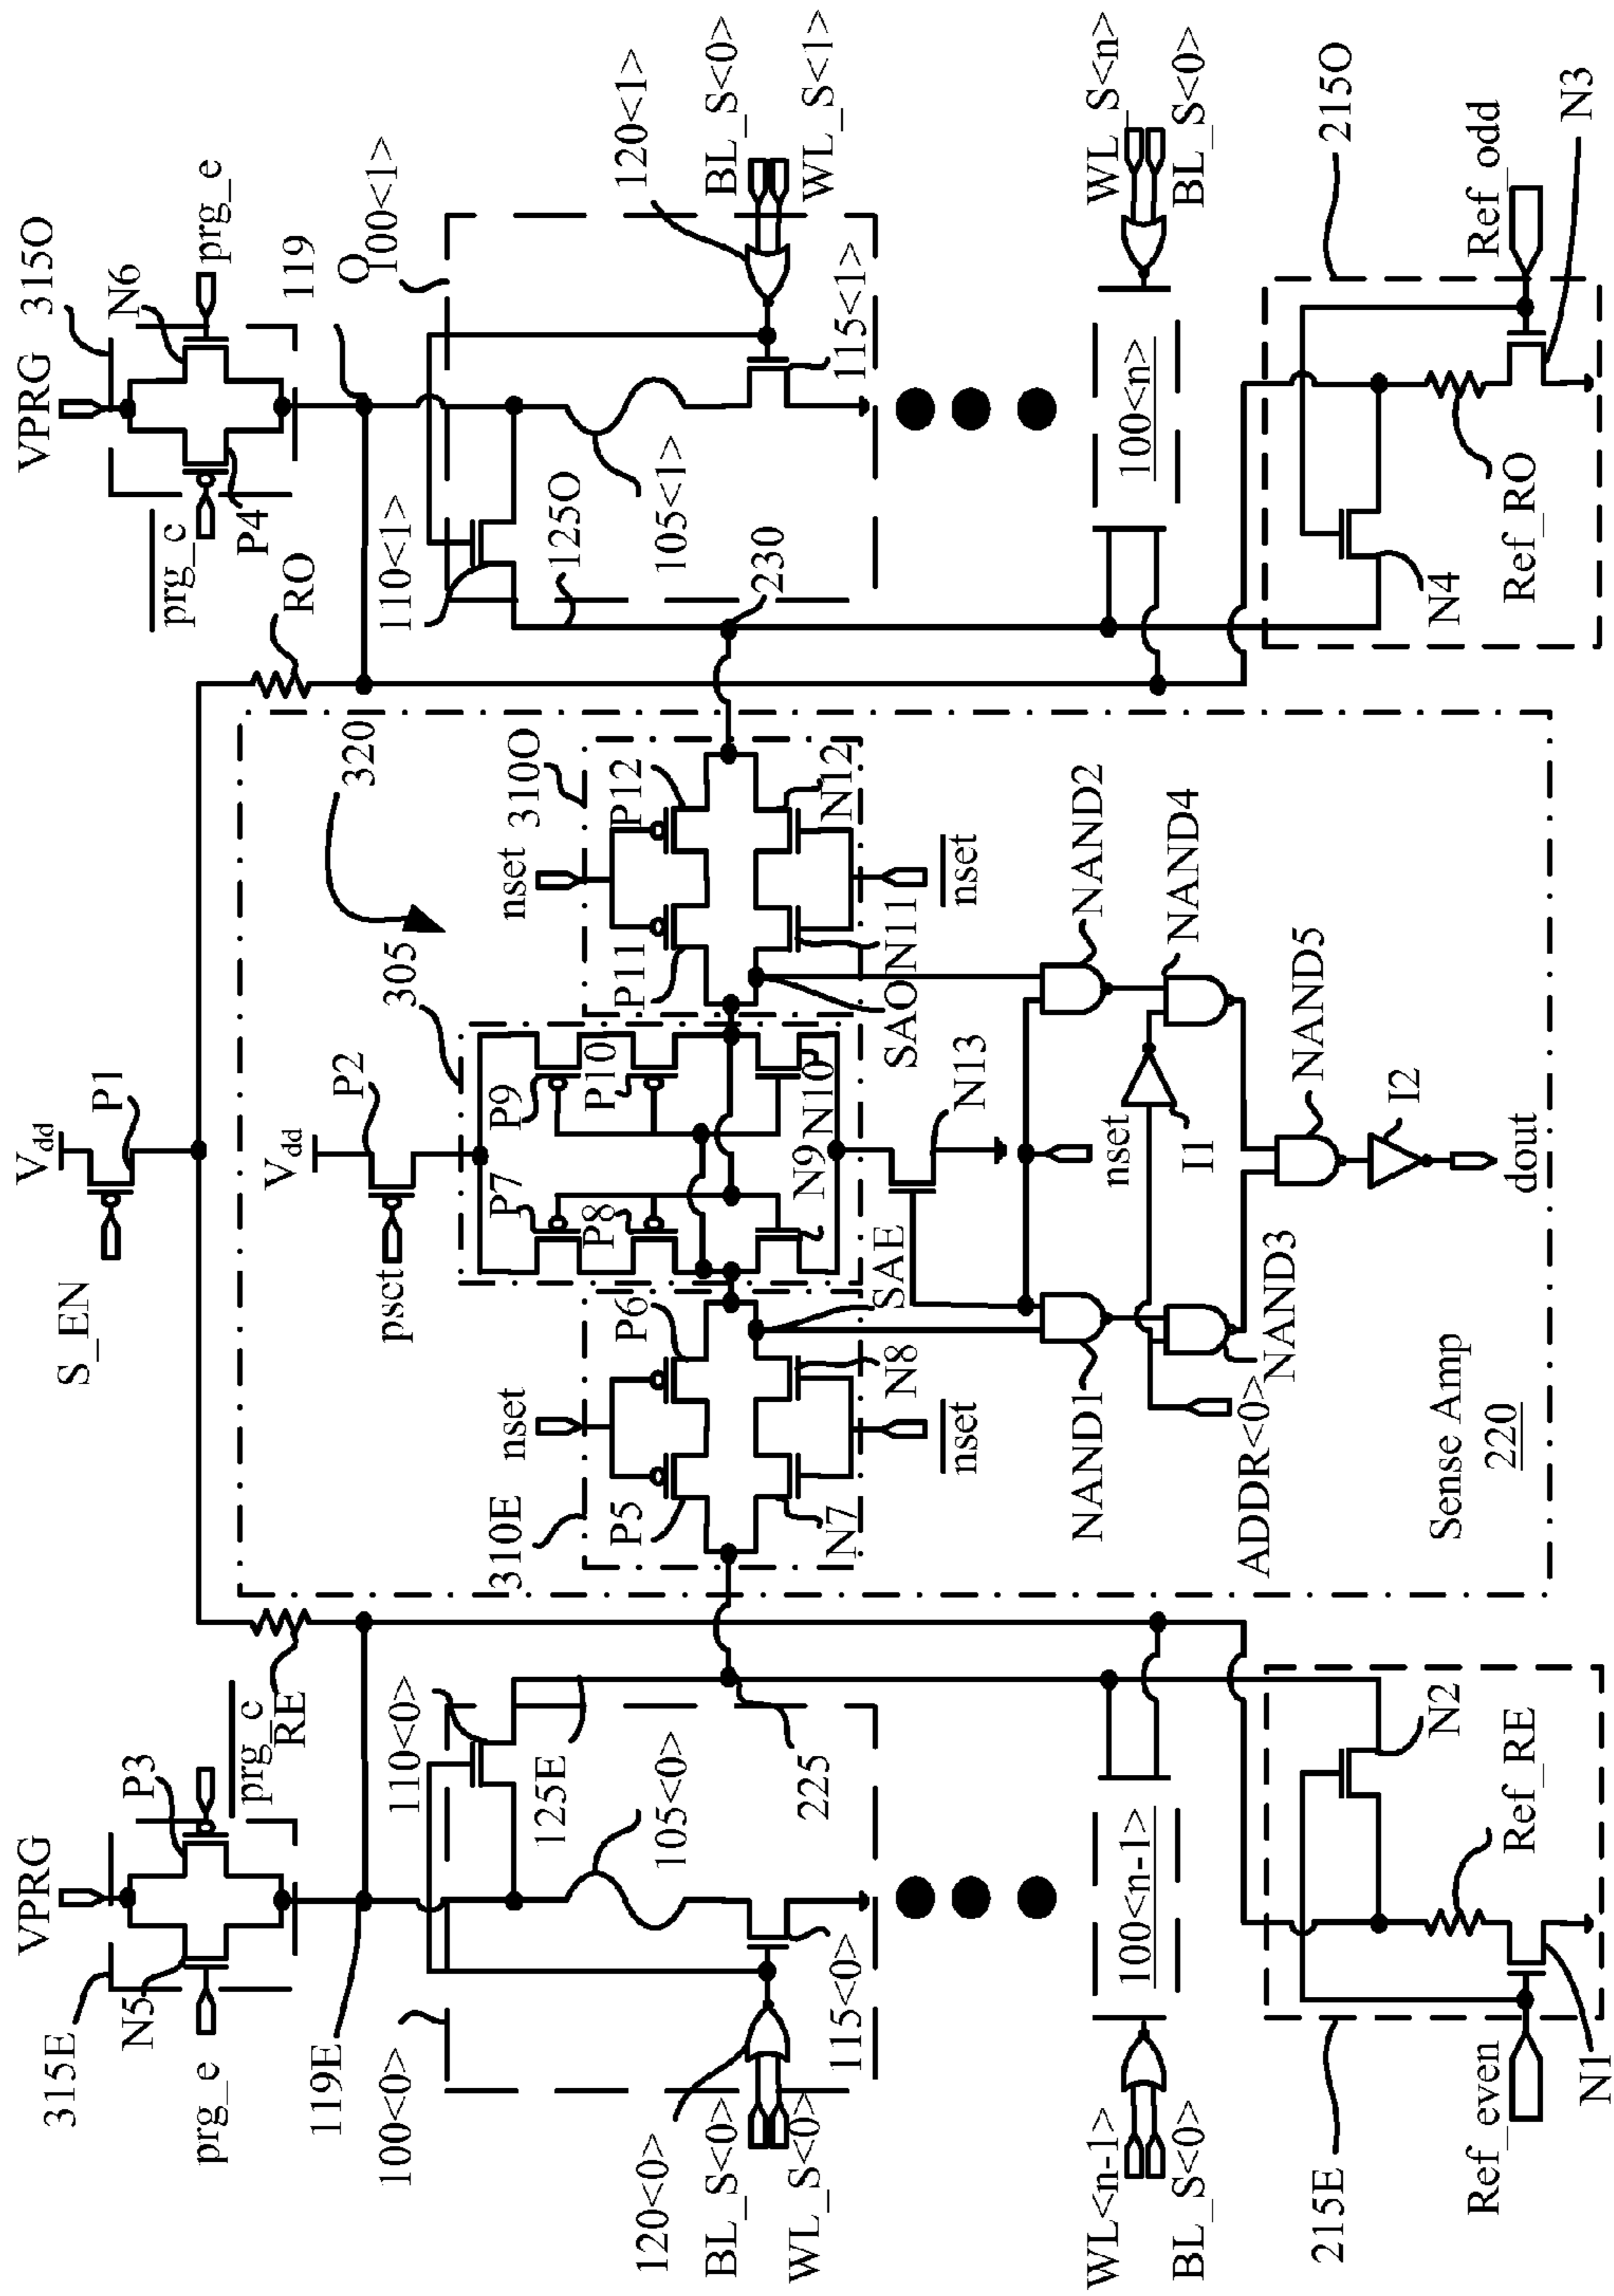 VPRG
V_dd
VPRG
315O
315E
S_EN
P1
N5
P3
N6
prg_e
prg_c
prg_c
prg_e
P4
RE
V_dd
RO
119
O
119E
P2
320
100<1>
100<0>
110<0>
psct
305
110<1>
nset
nset
310E
310O
P7
P9
125E
125O
P8
P10
P5
P6
P11
P12
120<0>
105<0>
105<1>
120<1>
BL_S<0>
BL_S<0>
WL_S<0>
WL_S<1>
225
230
N9
N10
N7
N8
N11
N12
115<0>
115<1>
SAE
SAO
nset
nset
N13
nset
NAND1
NAND2
WL<n-1>
WL_S<n>
100<n-1>
100<n>
BL_S<0>
BL_S<0>
I1
NAND4
ADDR<0>
NAND3
NAND5
215E
215O
I2
N2
N4
Sense Amp
220
dout
Ref_even
Ref_RE
Ref_RO
Ref_odd
N1
N3